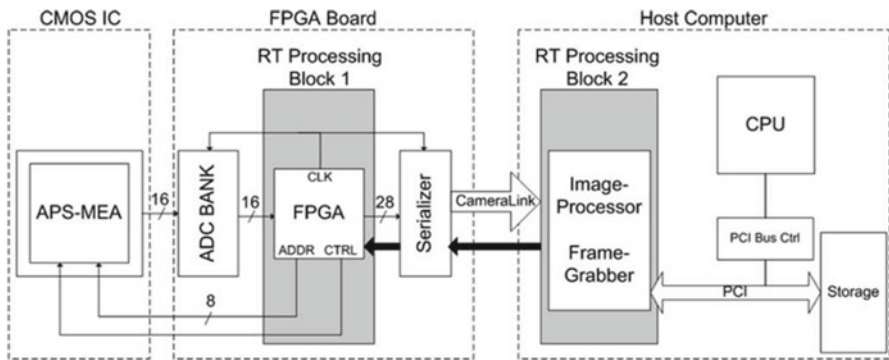 CMOS IC
FPGA Board
Host Computer
RT Processing
Block 1
RT Processing
Block 2
CPU
CLK
APS-MEA
16
ADC BANK
16
FPGA
28
Serializer
CameraLink
Image-
Processor
ADDR
CTRL
Frame-
Grabber
PCI Bus Ctrl
8
PCI
Storage